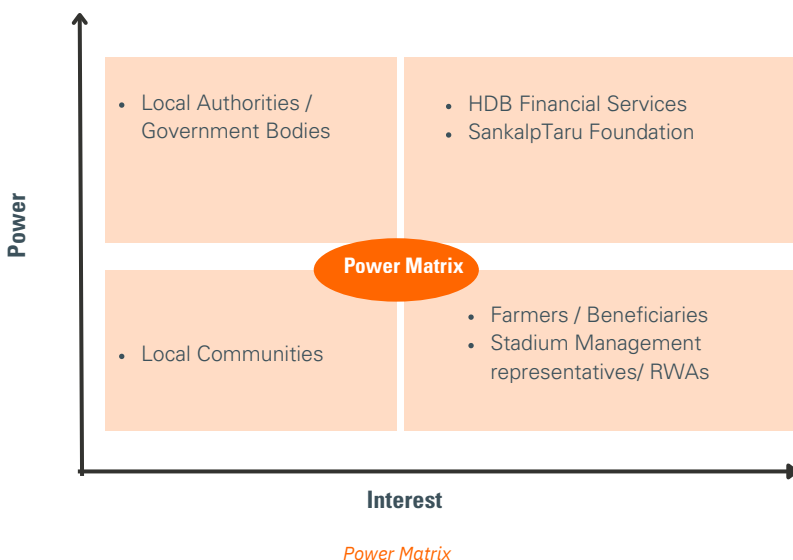 • Local Authorities /
Government Bodies
• HDB Financial Services
• SankalpTaru Foundation
Power
Power Matrix
• Local Communities
• Farmers / Beneficiaries
• Stadium Management
representatives/ RWAs
Interest
Power Matrix